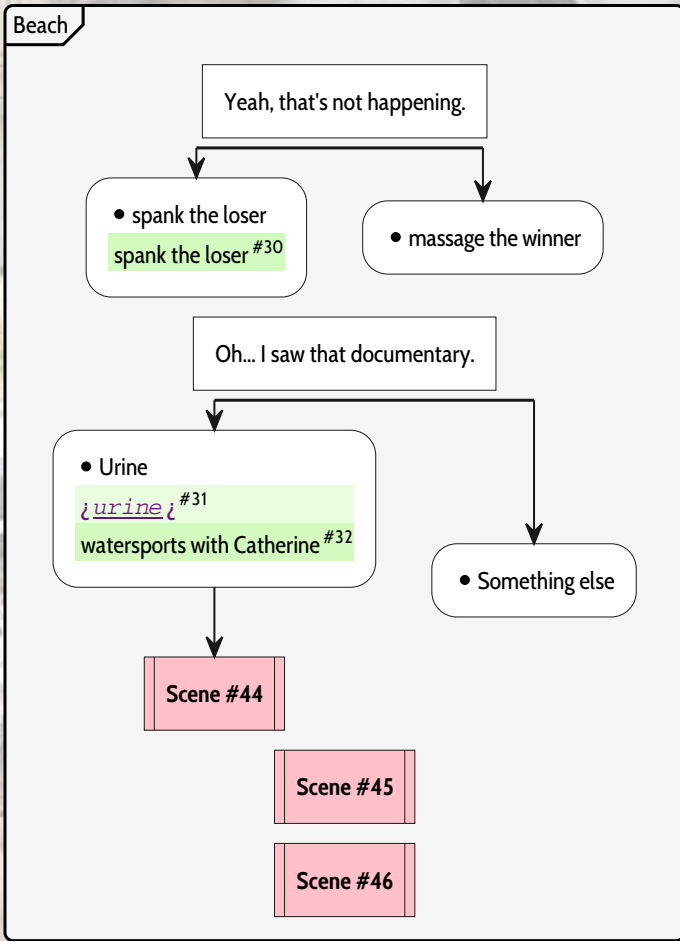 Beach
Yeah, that's not happening.
• spank the loser
spank the loser #30
• massage the winner
Oh... I saw that documentary.
• Urine
¿urine¿ #31
watersports with Catherine #32
• Something else
Scene #44
Scene #45
Scene #46